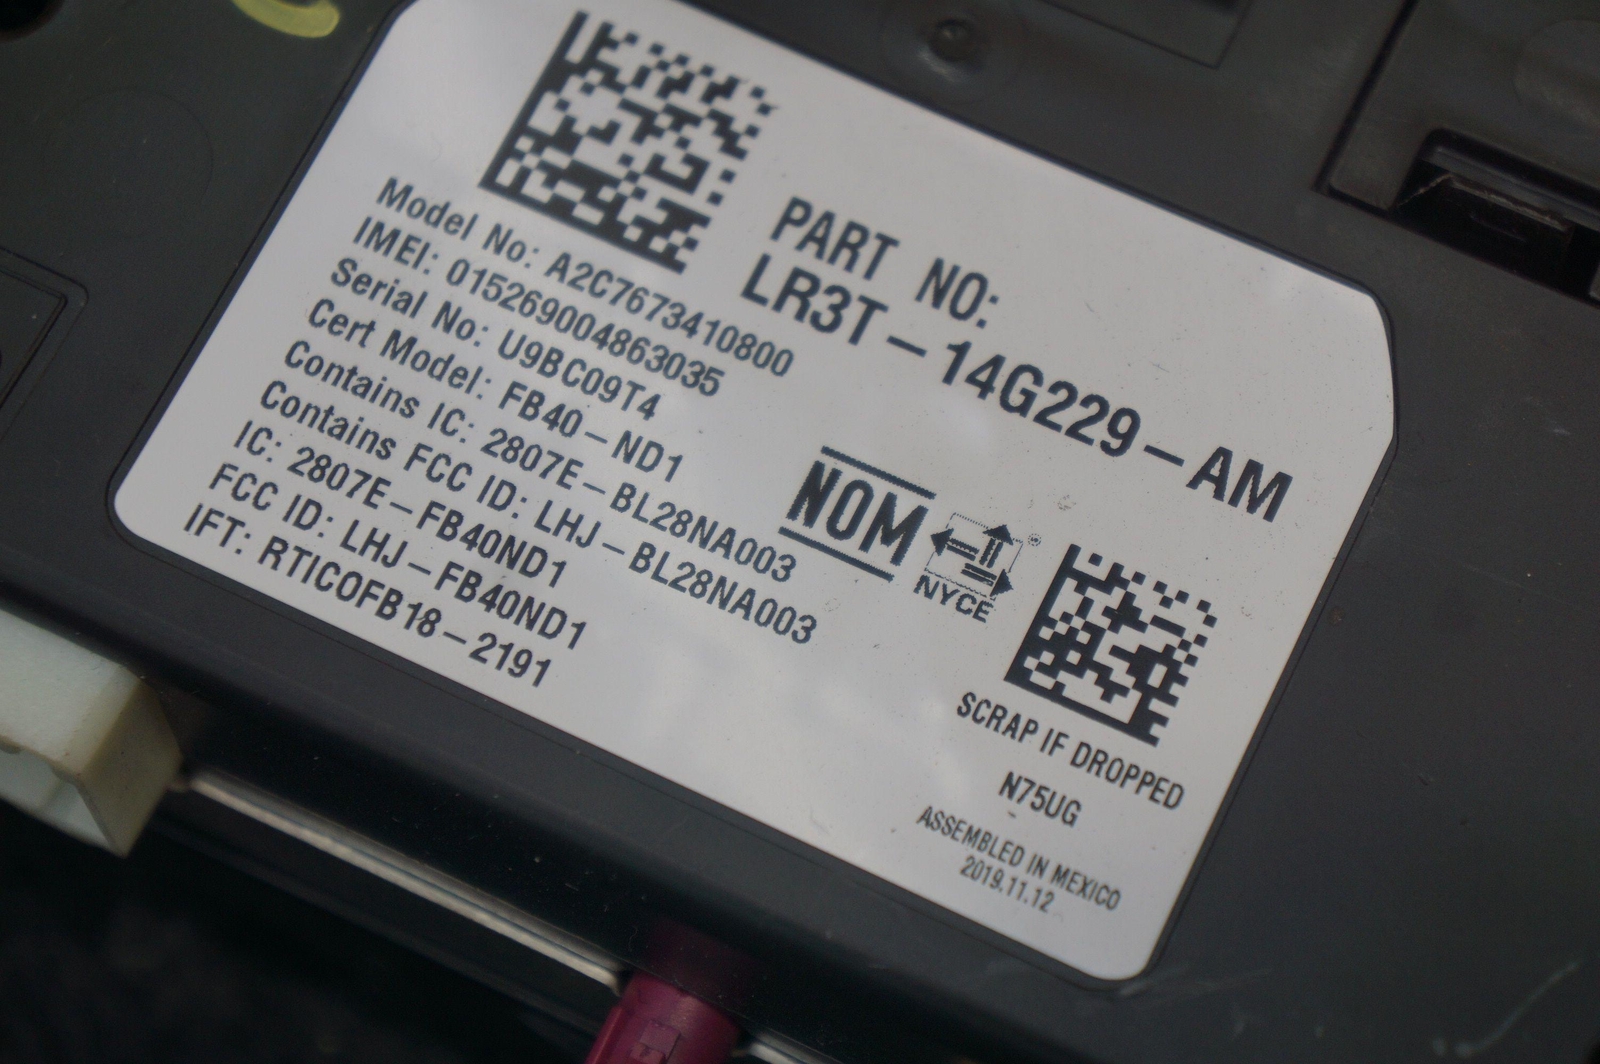 PART NO:
LR3T-14G229-AM
Model No: A2C7673410800
IMEI: 015269004863035
Serial No: U9BC09T4
Cert Model: FB40-ND1
Contains IC: 2807E-BL28NA003
Contains FCC ID: LHJ-BL28NA003
IC: 2807E-FB40ND1
FCC ID: LHJ-FB40ND1
IFT: RTICOFB18-2191
NOM
NYCE
SCRAP IF DROPPED
N75UG
ASSEMBLED IN MEXICO
2019.11.12